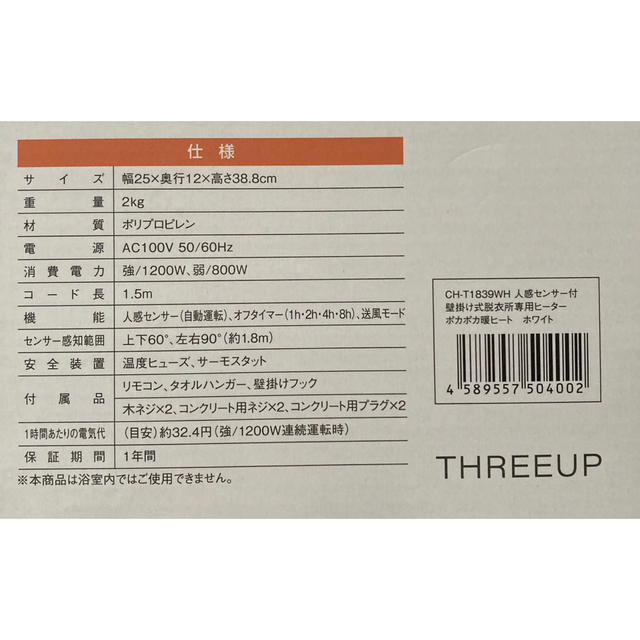 仕様
サイズ 幅25×奥行12×高さ38.8cm
重量 2kg
材質 ポリプロピレン
電源 AC100V 50/60Hz
消費電力 強/1200W、弱/800W
コード長 1.5m
機能 人感センサー(自動運転)、オフタイマー(1h・2h・4h・8h)、送風モード
センサー感知範囲 上下60°、左右90°(約1.8m)
安全装置 温度ヒューズ、サーモスタット
付属品 リモコン、タオルハンガー、壁掛けフック
木ネジ×2、コンクリート用ネジ×2、コンクリート用プラグ×2
1時間あたりの電気代 (目安)約32.4円(強/1200W連続運転時)
保証期間 1年間
※本商品は浴室内ではご使用できません。
CH-T1839WH 人感センサー付
壁掛け式脱衣所専用ヒーター
ポカポカ暖ヒート ホワイト
4 589557 504002
THREEUP